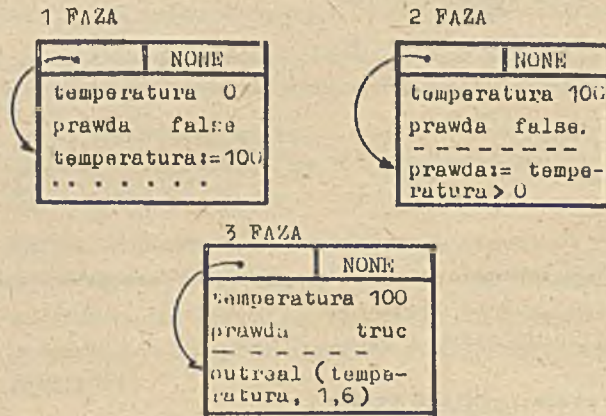 1 FAZA
NONE
temperatura 0
prawda false
temperatura:=100
2 FAZA
NONE
temperatura 100
prawda false.
prawda:= tempe-
ratura > 0
3 FAZA
NONE
temperatura 100
prawda truc
outreal (tempe-
ratura, 1,6)